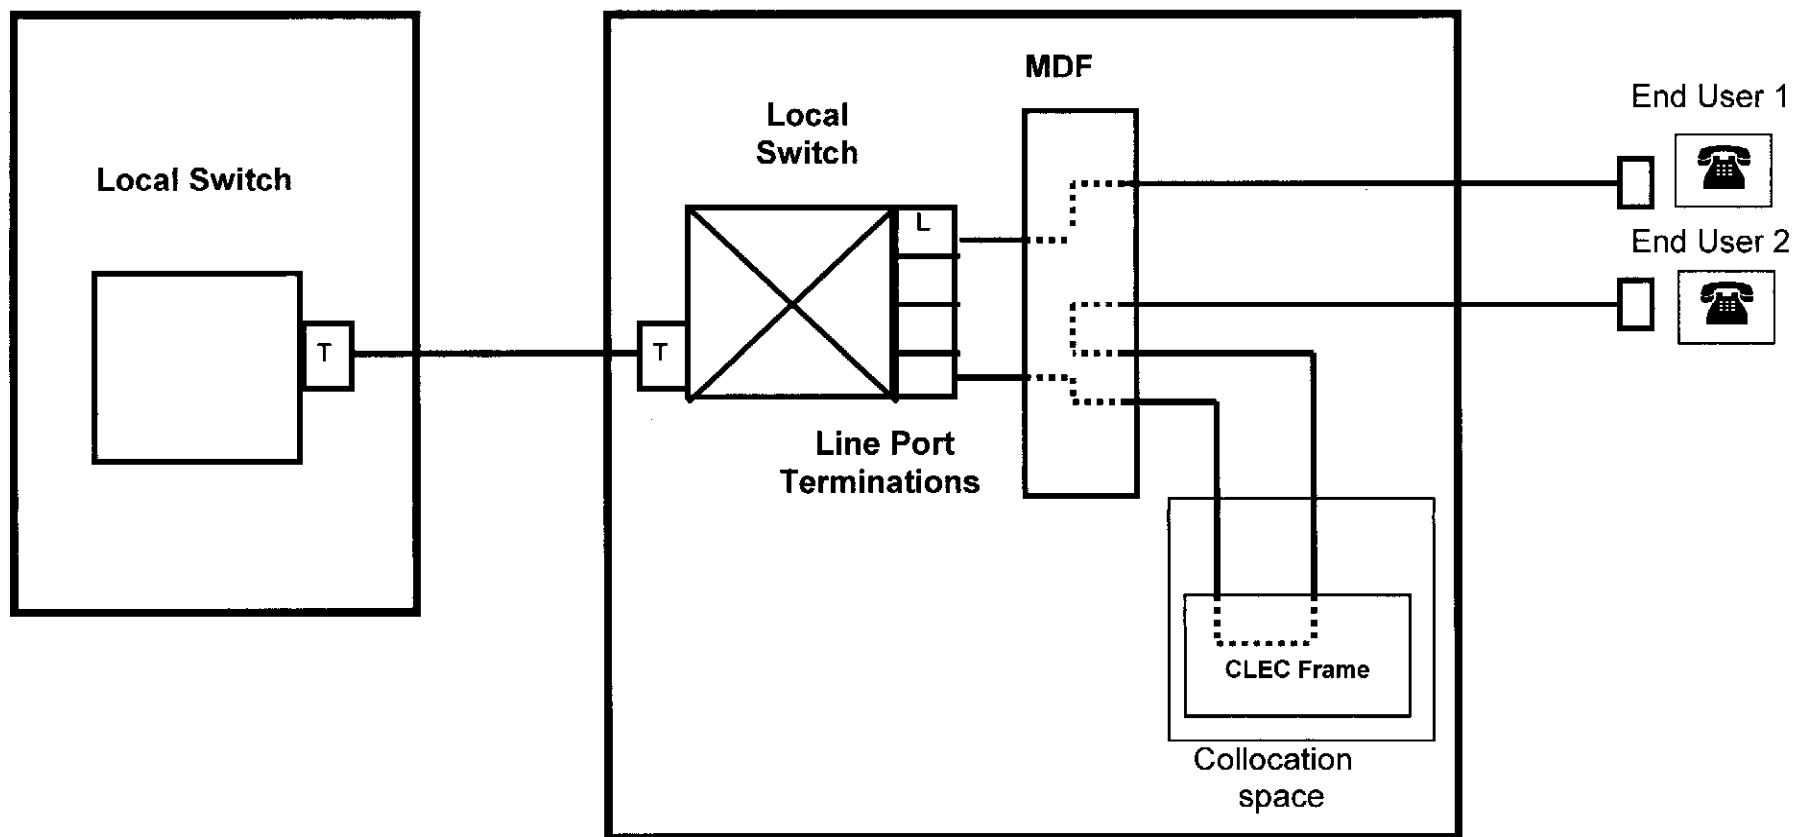 Local Switch
T
T
Local
Switch
L
Line Port
Terminations
MDF
End User 1
End User 2
CLEC Frame
Collocation
space